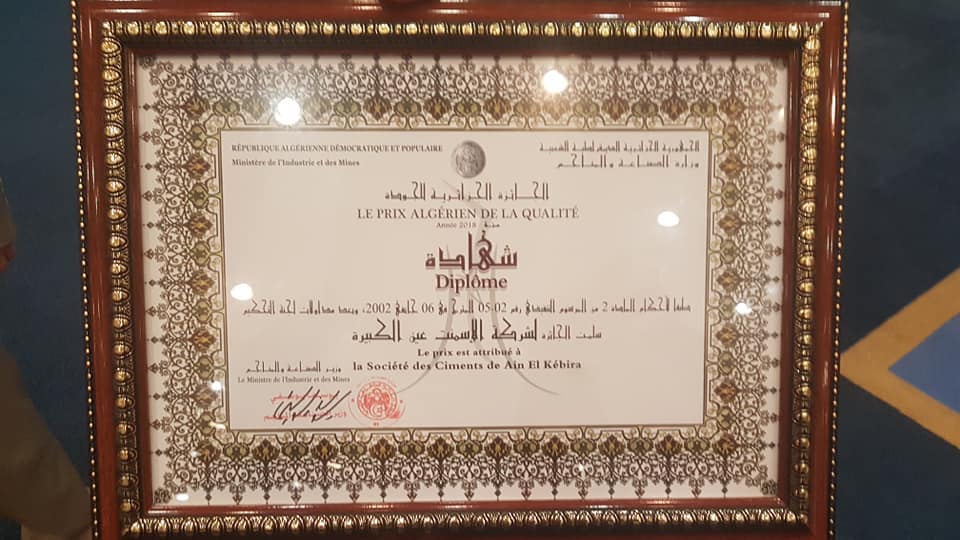 RÉPUBLIQUE ALGÉRIENNE DÉMOCRATIQUE ET POPULAIRE
Ministère de l'Industrie et des Mines
الجمهورية الجزائرية الديمقراطية الشعبية
وزارة الصناعة والمناجم
الجائزة الجزائرية للجودة
LE PRIX ALGÉRIEN DE LA QUALITÉ
Année 2018 سنة
شهادة
Diplôme
طبقا لأحكام المادة 2 من المرسوم التنفيذي رقم 02-05 المؤرخ في 06 جانفي 2002، وبعد مداولات لجنة التحكيم
سلمت الجائزة لشركة الإسمنت عين الكبيرة
Le prix est attribué à
la Société des Ciments de Ain El Kébira
وزير الصناعة والمناجم
Le Ministre de l'Industrie et des Mines